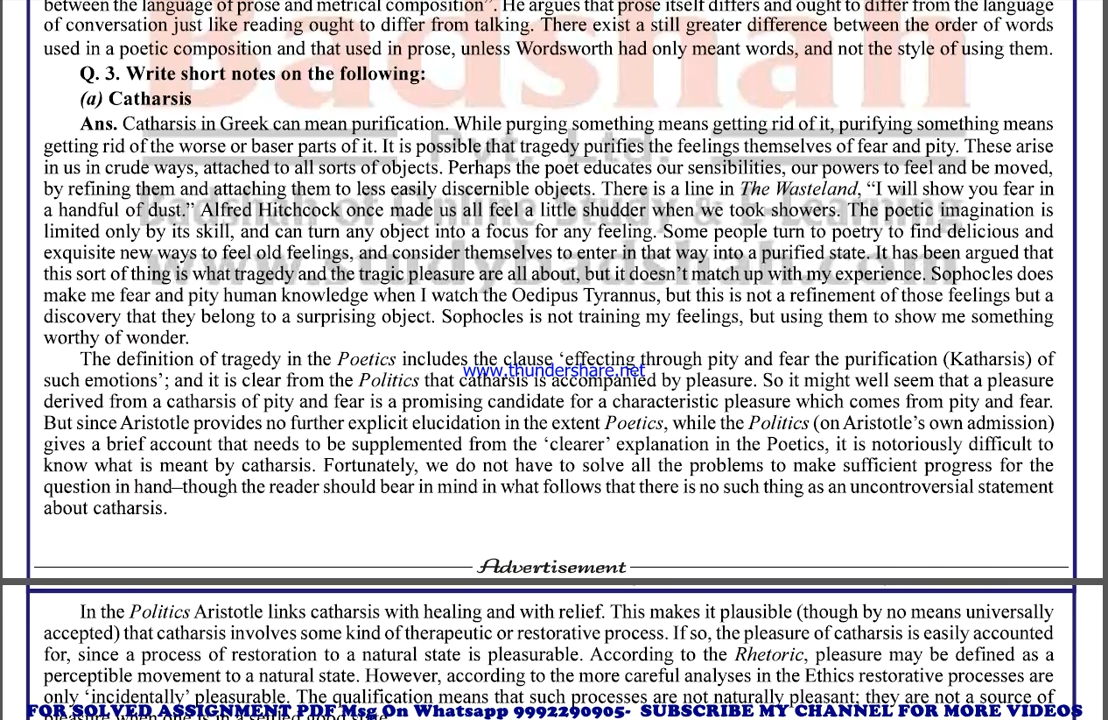 between the language of prose and metrical composition”. He argues that prose itself differs and ought to differ from the language
of conversation just like reading ought to differ from talking. There exist a still greater difference between the order of words
used in a poetic composition and that used in prose, unless Wordsworth had only meant words, and not the style of using them.
Q. 3. Write short notes on the following:
(a) Catharsis
Ans. Catharsis in Greek can mean purification. While purging something means getting rid of it, purifying something means
getting rid of the worse or baser parts of it. It is possible that tragedy purifies the feelings themselves of fear and pity. These arise
in us in crude ways, attached to all sorts of objects. Perhaps the poet educates our sensibilities, our powers to feel and be moved,
by refining them and attaching them to less easily discernible objects. There is a line in The Wasteland, “I will show you fear in
a handful of dust.” Alfred Hitchcock once made us all feel a little shudder when we took showers. The poetic imagination is
limited only by its skill, and can turn any object into a focus for any feeling. Some people turn to poetry to find delicious and
exquisite new ways to feel old feelings, and consider themselves to enter in that way into a purified state. It has been argued that
this sort of thing is what tragedy and the tragic pleasure are all about, but it doesn’t match up with my experience. Sophocles does
make me fear and pity human knowledge when I watch the Oedipus Tyrannus, but this is not a refinement of those feelings but a
discovery that they belong to a surprising object. Sophocles is not training my feelings, but using them to show me something
worthy of wonder.
The definition of tragedy in the Poetics includes the clause ‘effecting through pity and fear the purification (Katharsis) of
www.thundershare.net
such emotions’; and it is clear from the Politics that catharsis is accompanied by pleasure. So it might well seem that a pleasure
derived from a catharsis of pity and fear is a promising candidate for a characteristic pleasure which comes from pity and fear.
But since Aristotle provides no further explicit elucidation in the extent Poetics, while the Politics (on Aristotle’s own admission)
gives a brief account that needs to be supplemented from the ‘clearer’ explanation in the Poetics, it is notoriously difficult to
know what is meant by catharsis. Fortunately, we do not have to solve all the problems to make sufficient progress for the
question in hand–though the reader should bear in mind in what follows that there is no such thing as an uncontroversial statement
about catharsis.
Advertisement
In the Politics Aristotle links catharsis with healing and with relief. This makes it plausible (though by no means universally
accepted) that catharsis involves some kind of therapeutic or restorative process. If so, the pleasure of catharsis is easily accounted
for, since a process of restoration to a natural state is pleasurable. According to the Rhetoric, pleasure may be defined as a
perceptible movement to a natural state. However, according to the more careful analyses in the Ethics restorative processes are
only ‘incidentally’ pleasurable. The qualification means that such processes are not naturally pleasant; they are not a source of
FOR SOLVED ASSIGNMENT PDF Msg On Whatsapp 9992290905- SUBSCRIBE MY CHANNEL FOR MORE VIDEOS
Badshah
Pvt. Ltd.
Badshah of Online Study & E-Learning
www.studybadshah.com